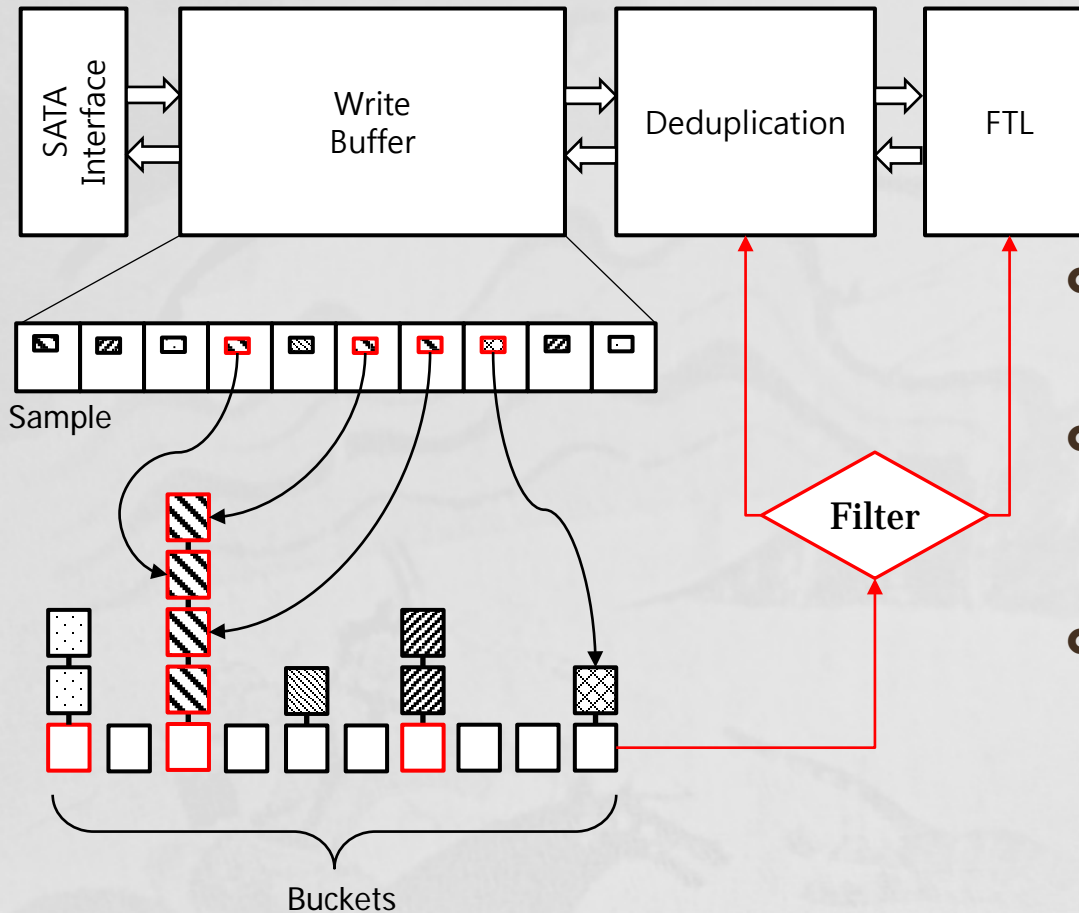 SATA
Interface
Write
Buffer
Deduplication
FTL
Sample
Filter
Buckets